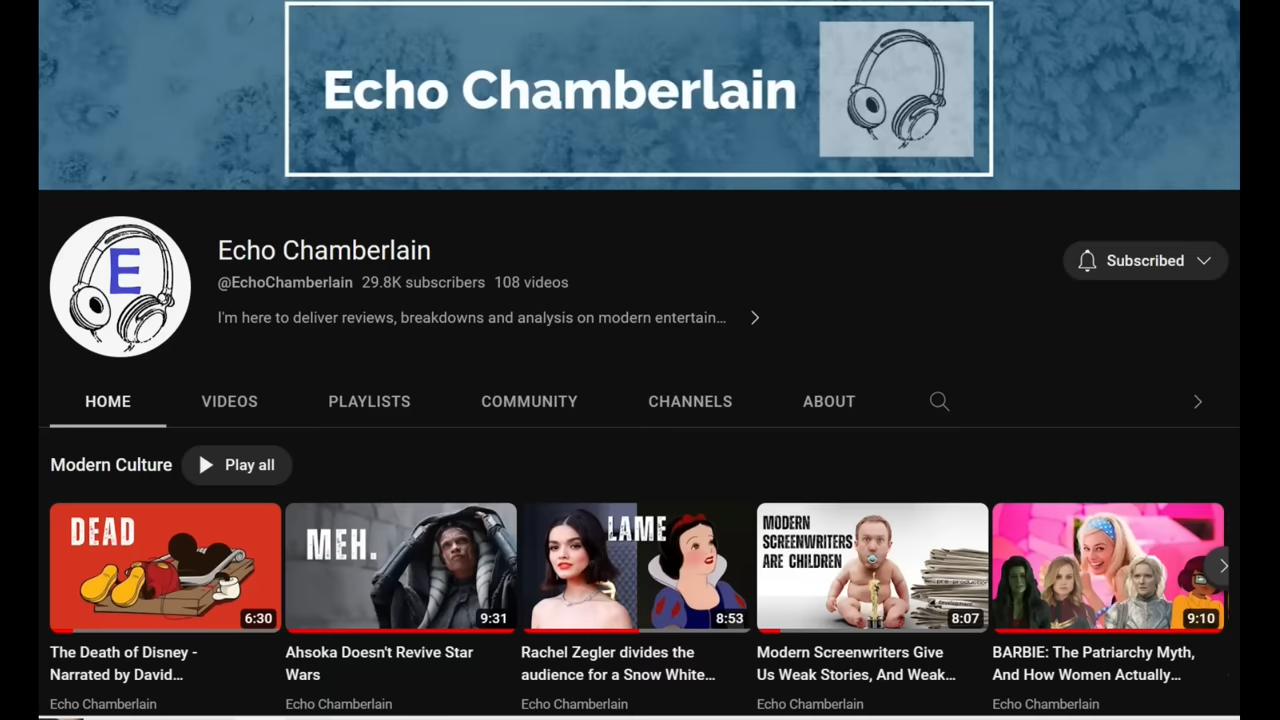 Echo Chamberlain
E
Echo Chamberlain
@EchoChamberlain 29.8K subscribers 108 videos
I'm here to deliver reviews, breakdowns and analysis on modern entertain...
Subscribed
HOME VIDEOS PLAYLISTS COMMUNITY CHANNELS ABOUT
Modern Culture Play all
DEAD
6:30
MEH.
9:31
LAME
8:53
MODERN
SCREENWRITERS
ARE CHILDREN
8:07
9:10
The Death of Disney -
Narrated by David...
Echo Chamberlain
Ahsoka Doesn't Revive Star
Wars
Echo Chamberlain
Rachel Zegler divides the
audience for a Snow White...
Echo Chamberlain
Modern Screenwriters Give
Us Weak Stories, And Weak...
Echo Chamberlain
BARBIE: The Patriarchy Myth,
And How Women Actually...
Echo Chamberlain